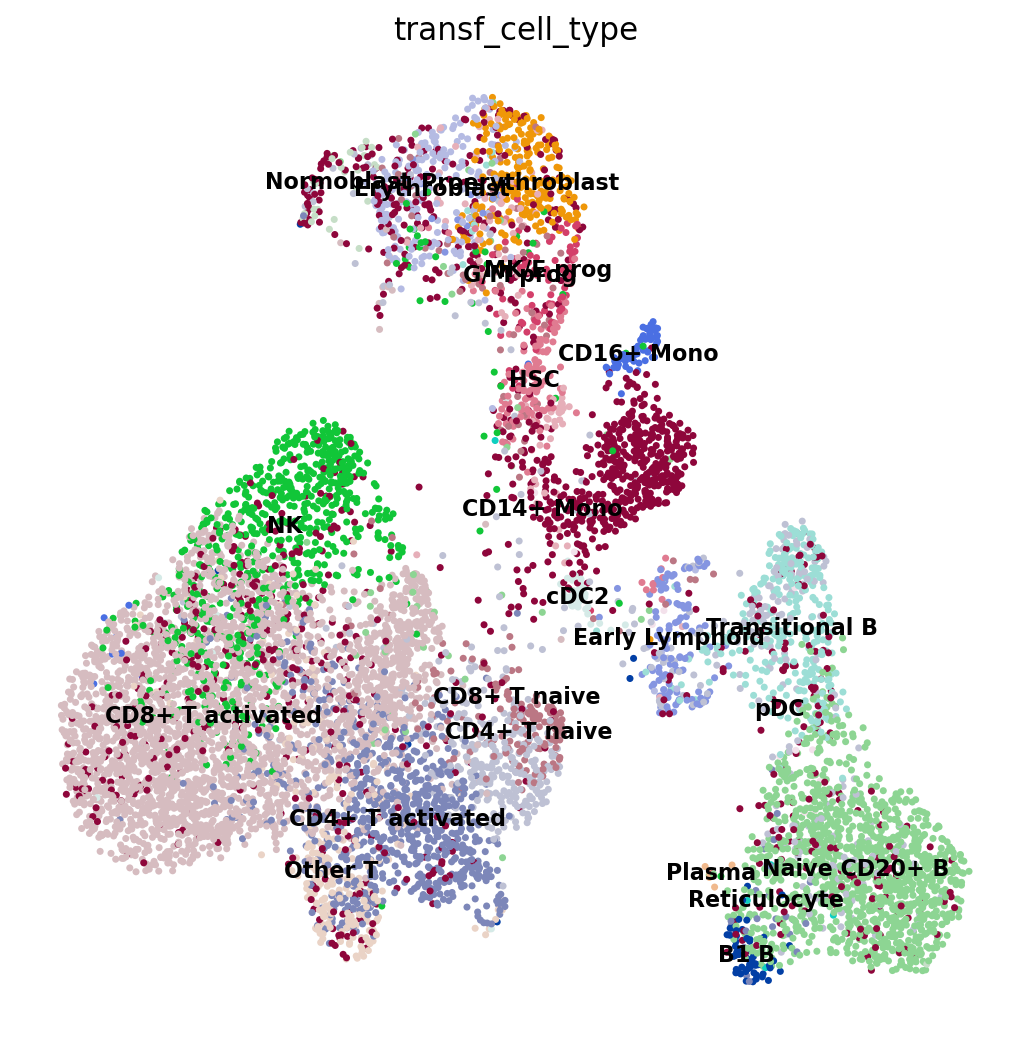 transf_cell_type
Normoblast
Erythroblast
Proerythroblast
MK/E prog
G/M prog
CD16+ Mono
HSC
CD14+ Mono
NK
cDC2
Transitional B
Early Lymphoid
CD8+ T naive
pDC
CD8+ T activated
CD4+ T naive
CD4+ T activated
Other T
Naive CD20+ B
Plasma
Reticulocyte
B1 B